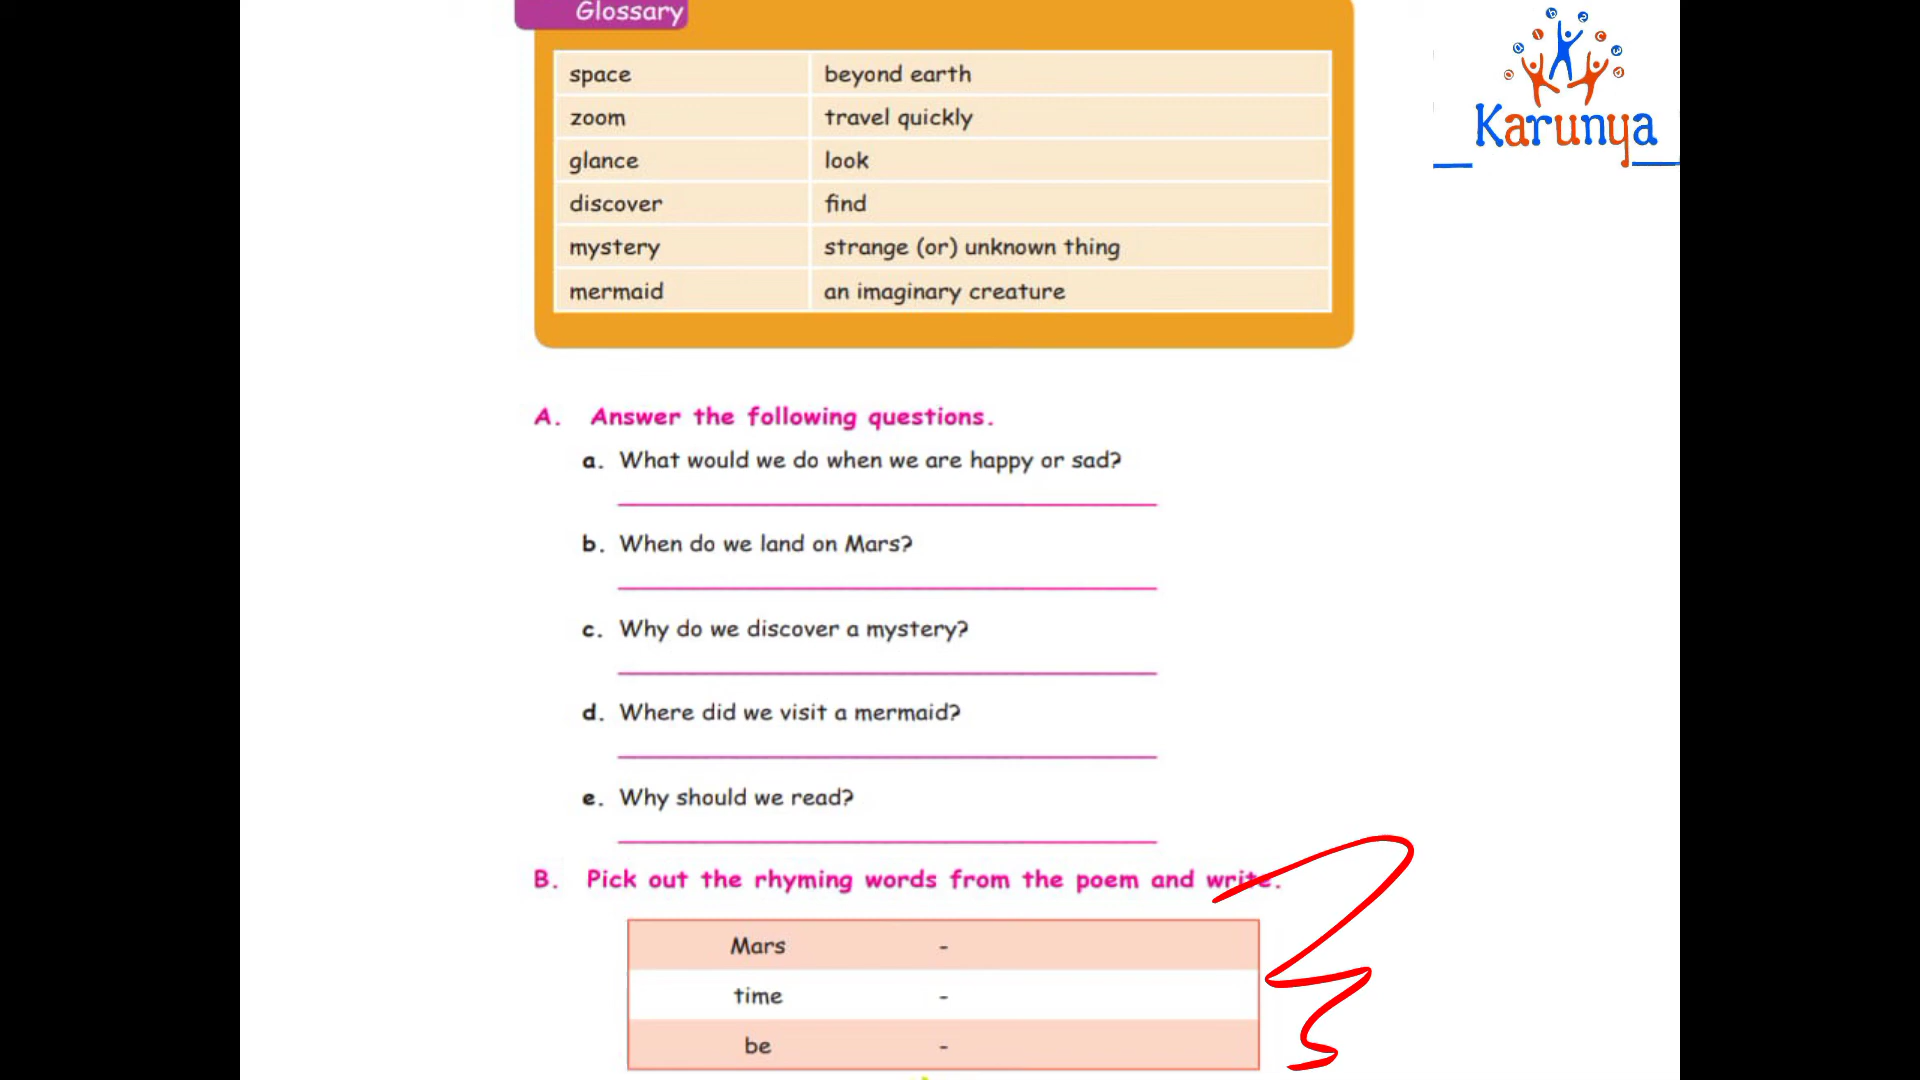 Glossary
Karunya
space beyond earth
zoom travel quickly
glance look
discover find
mystery strange (or) unknown thing
mermaid an imaginary creature
A. Answer the following questions.
a. What would we do when we are happy or sad?
b. When do we land on Mars?
c. Why do we discover a mystery?
d. Where did we visit a mermaid?
e. Why should we read?
B. Pick out the rhyming words from the poem and write.
Mars -
time -
be -